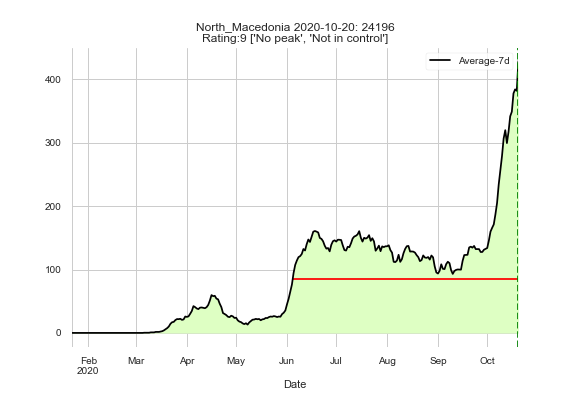 North_Macedonia 2020-10-20: 24196
Rating:9 ['No peak', 'Not in control']
Average-7d
400
300
200
100
0
Feb Mar Apr May Jun Jul Aug Sep Oct
2020
Date